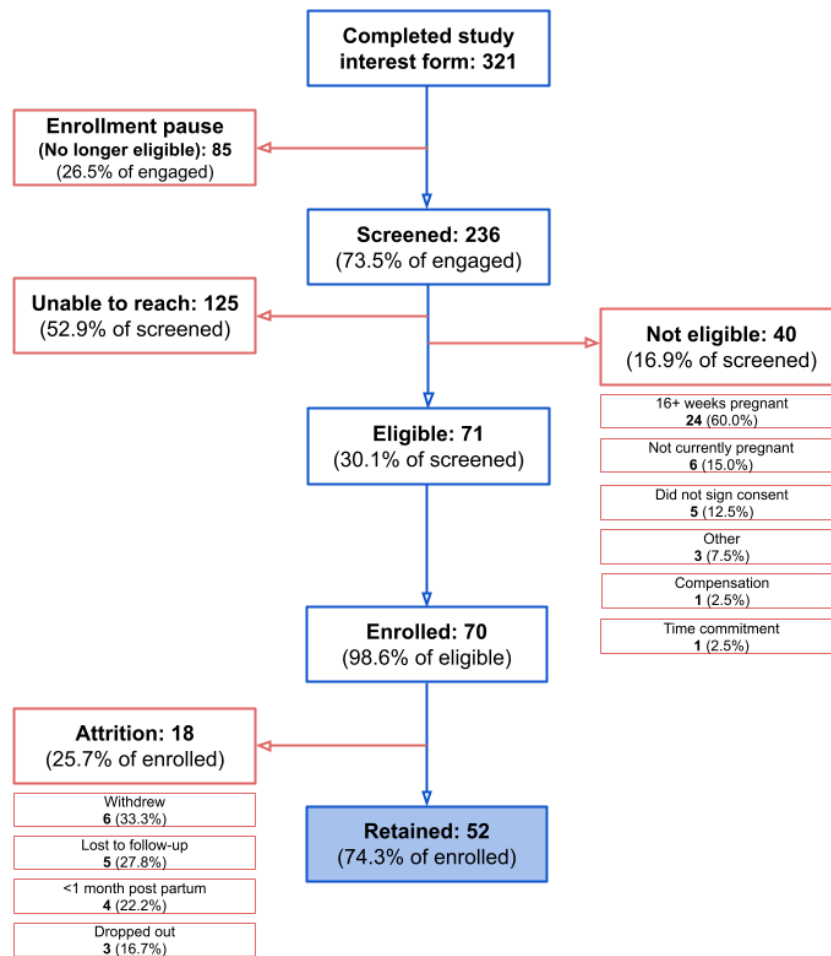 Completed study
interest form: 321
Enrollment pause
(No longer eligible): 85
(26.5% of engaged)
Screened: 236
(73.5% of engaged)
Unable to reach: 125
(52.9% of screened)
Not eligible: 40
(16.9% of screened)
16+ weeks pregnant
24 (60.0%)
Not currently pregnant
6 (15.0%)
Did not sign consent
5 (12.5%)
Other
3 (7.5%)
Compensation
1 (2.5%)
Time commitment
1 (2.5%)
Eligible: 71
(30.1% of screened)
Enrolled: 70
(98.6% of eligible)
Attrition: 18
(25.7% of enrolled)
Withdrew
6 (33.3%)
Lost to follow-up
5 (27.8%)
<1 month post partum
4 (22.2%)
Dropped out
3 (16.7%)
Retained: 52
(74.3% of enrolled)